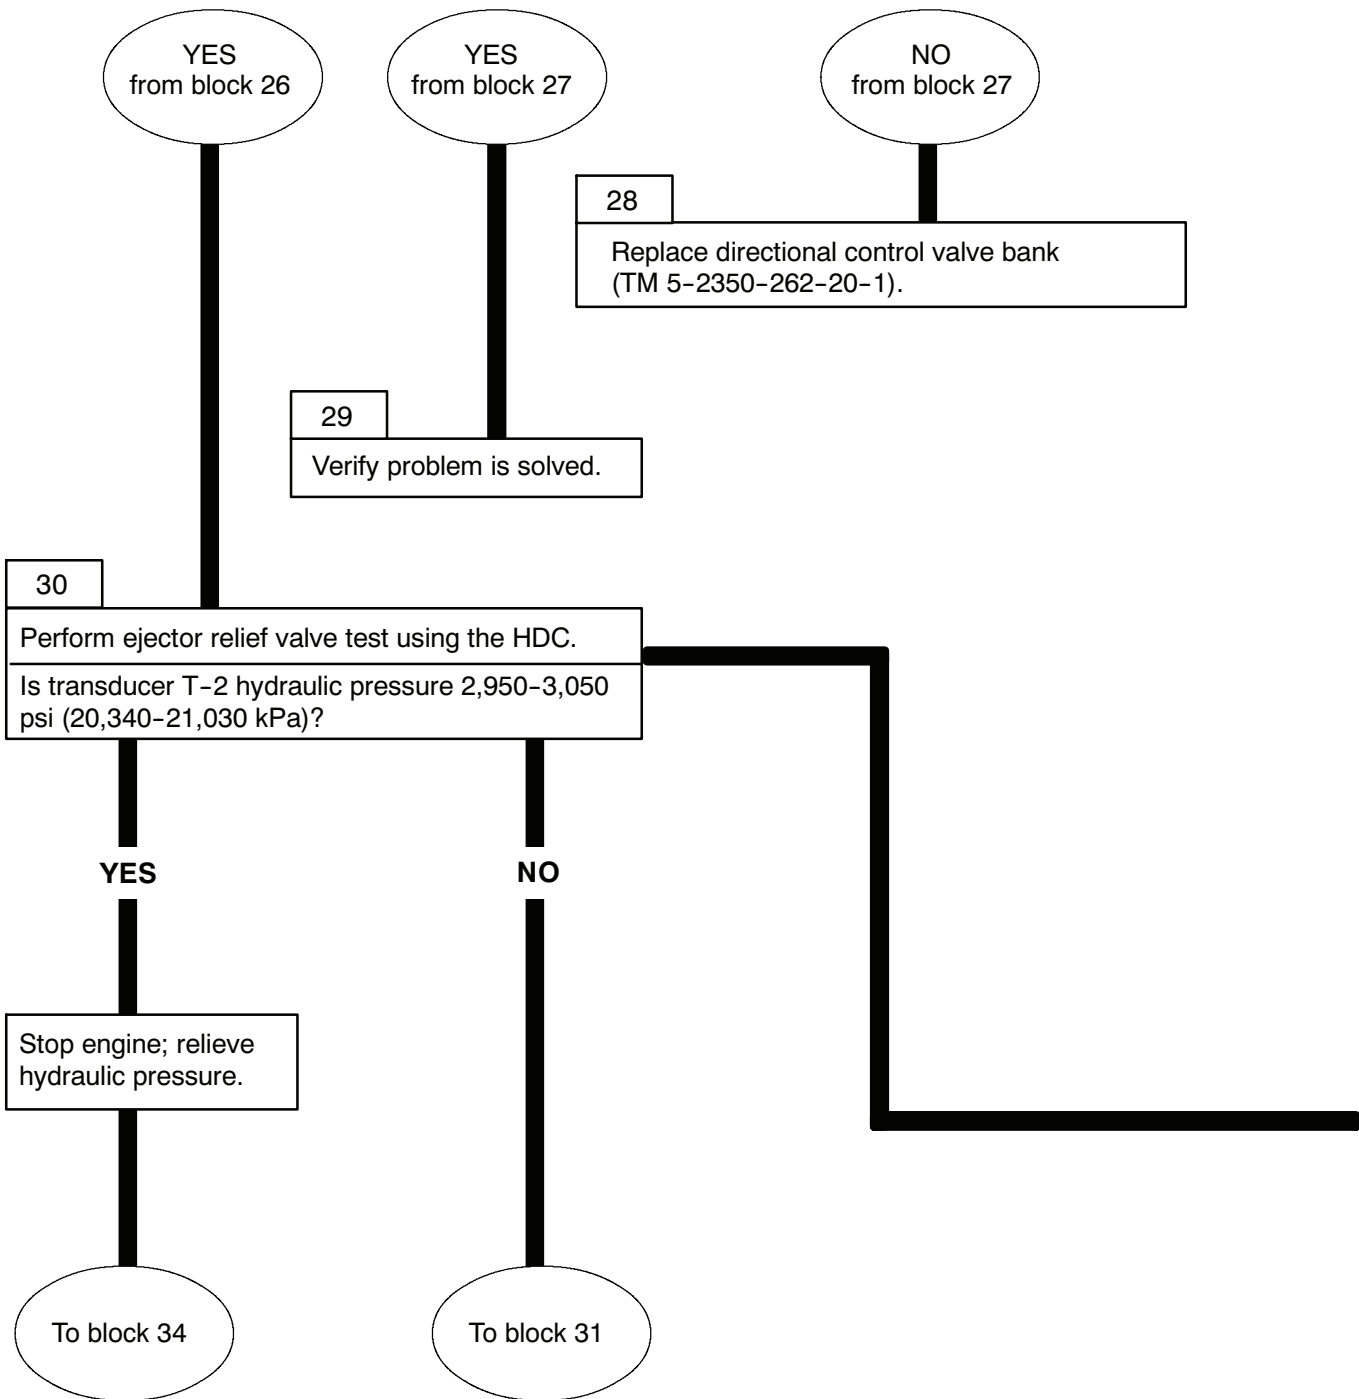 YES
from block 26
YES
from block 27
NO
from block 27
28
Replace directional control valve bank
(TM 5-2350-262-20-1).
29
Verify problem is solved.
30
Perform ejector relief valve test using the HDC.
Is transducer T-2 hydraulic pressure 2,950-3,050
psi (20,340-21,030 kPa)?
YES
NO
Stop engine; relieve
hydraulic pressure.
To block 34
To block 31